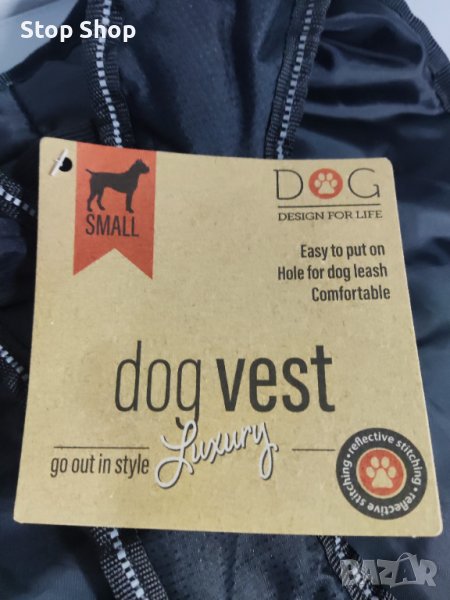 Stop Shop
SMALL
DOG
DESIGN FOR LIFE
Easy to put on
Hole for dog leash
Comfortable
dog vest
go out in style
Luxury
reflective stitching • reflective stitching •
BAZAR